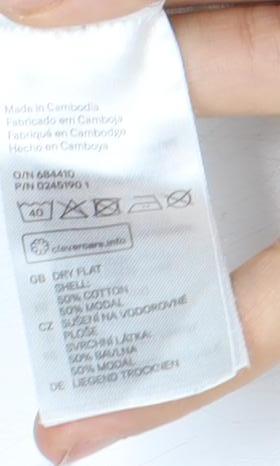 Made in Cambodia
Fabricado em Camboja
Fabriqué en Cambodge
Hecho en Camboya
O/N 684410
P/N 0245190 1
40
clevercare.info
GB DRY FLAT
SHELL:
50% COTTON
50% MODAL
CZ SUŠENÍ NA VODOROVNÉ
PLOŠE
SVRCHNÍ LÁTKA:
50% BAVLNA
50% MODAL
DE LIEGEND TROCKNEN